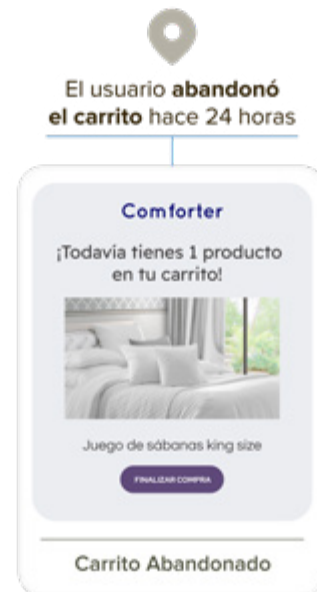 El usuario abandonó
el carrito hace 24 horas
Comforter
¡Todavía tienes 1 producto
en tu carrito!
Juego de sábanas king size
FINALIZAR COMPRA
Carrito Abandonado